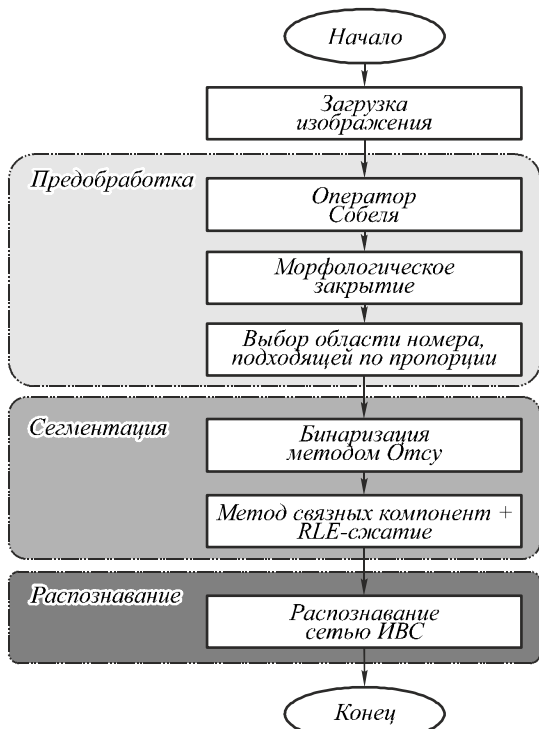 Начало
Загрузка
изображения
Предобработка
Оператор
Собеля
Морфологическое
закрытие
Выбор области номера,
подходящей по пропорции
Сегментация
Бинаризация
методом Отсу
Метод связных компонент +
RLE-сжатие
Распознавание
Распознавание
сетью ИВС
Конец